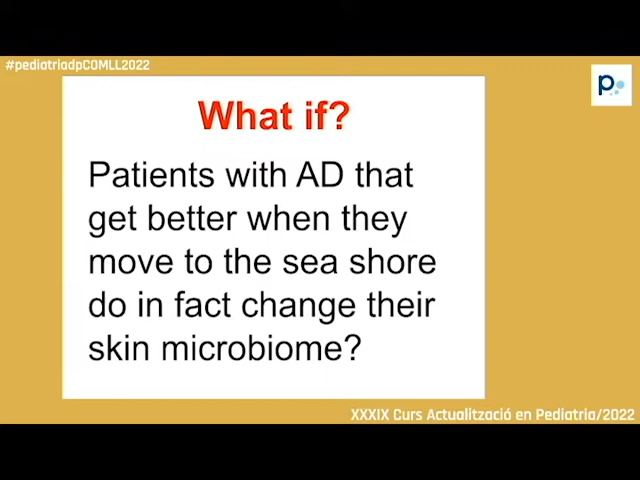 #pediatriadpCOMLL2022
p
What if?
Patients with AD that
get better when they
move to the sea shore
do in fact change their
skin microbiome?
XXXIX Curs Actualització en Pediatria/2022